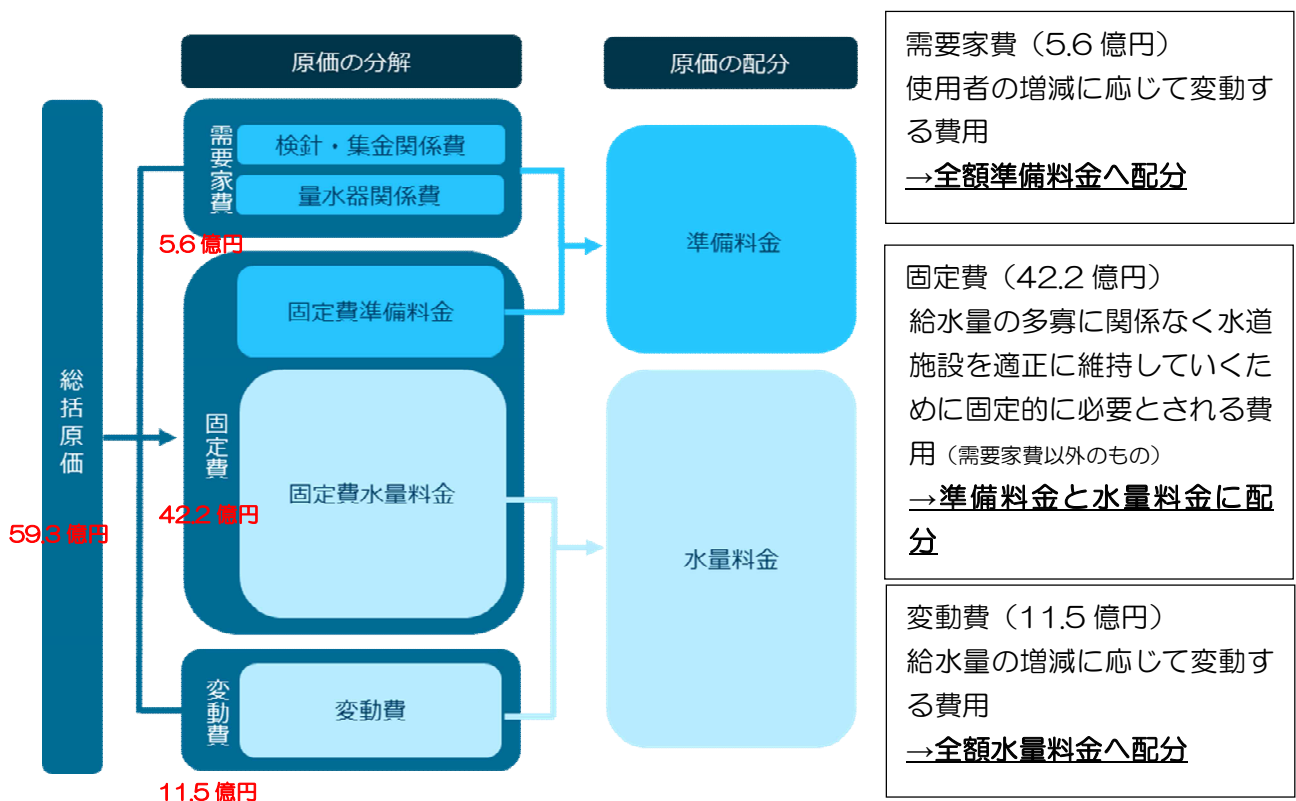 原価の分解
原価の配分
総括原価
59.3 億円
需要家費
検針・集金関係費
量水器関係費
5.6 億円
固定費
固定費準備料金
固定費水量料金
42.2 億円
変動費
変動費
11.5 億円
準備料金
水量料金
需要家費（5.6 億円）
使用者の増減に応じて変動す
る費用
→全額準備料金へ配分
固定費（42.2 億円）
給水量の多寡に関係なく水道
施設を適正に維持していくた
めに固定的に必要とされる費
用（需要家費以外のもの）
→準備料金と水量料金に配
分
変動費（11.5 億円）
給水量の増減に応じて変動す
る費用
→全額水量料金へ配分